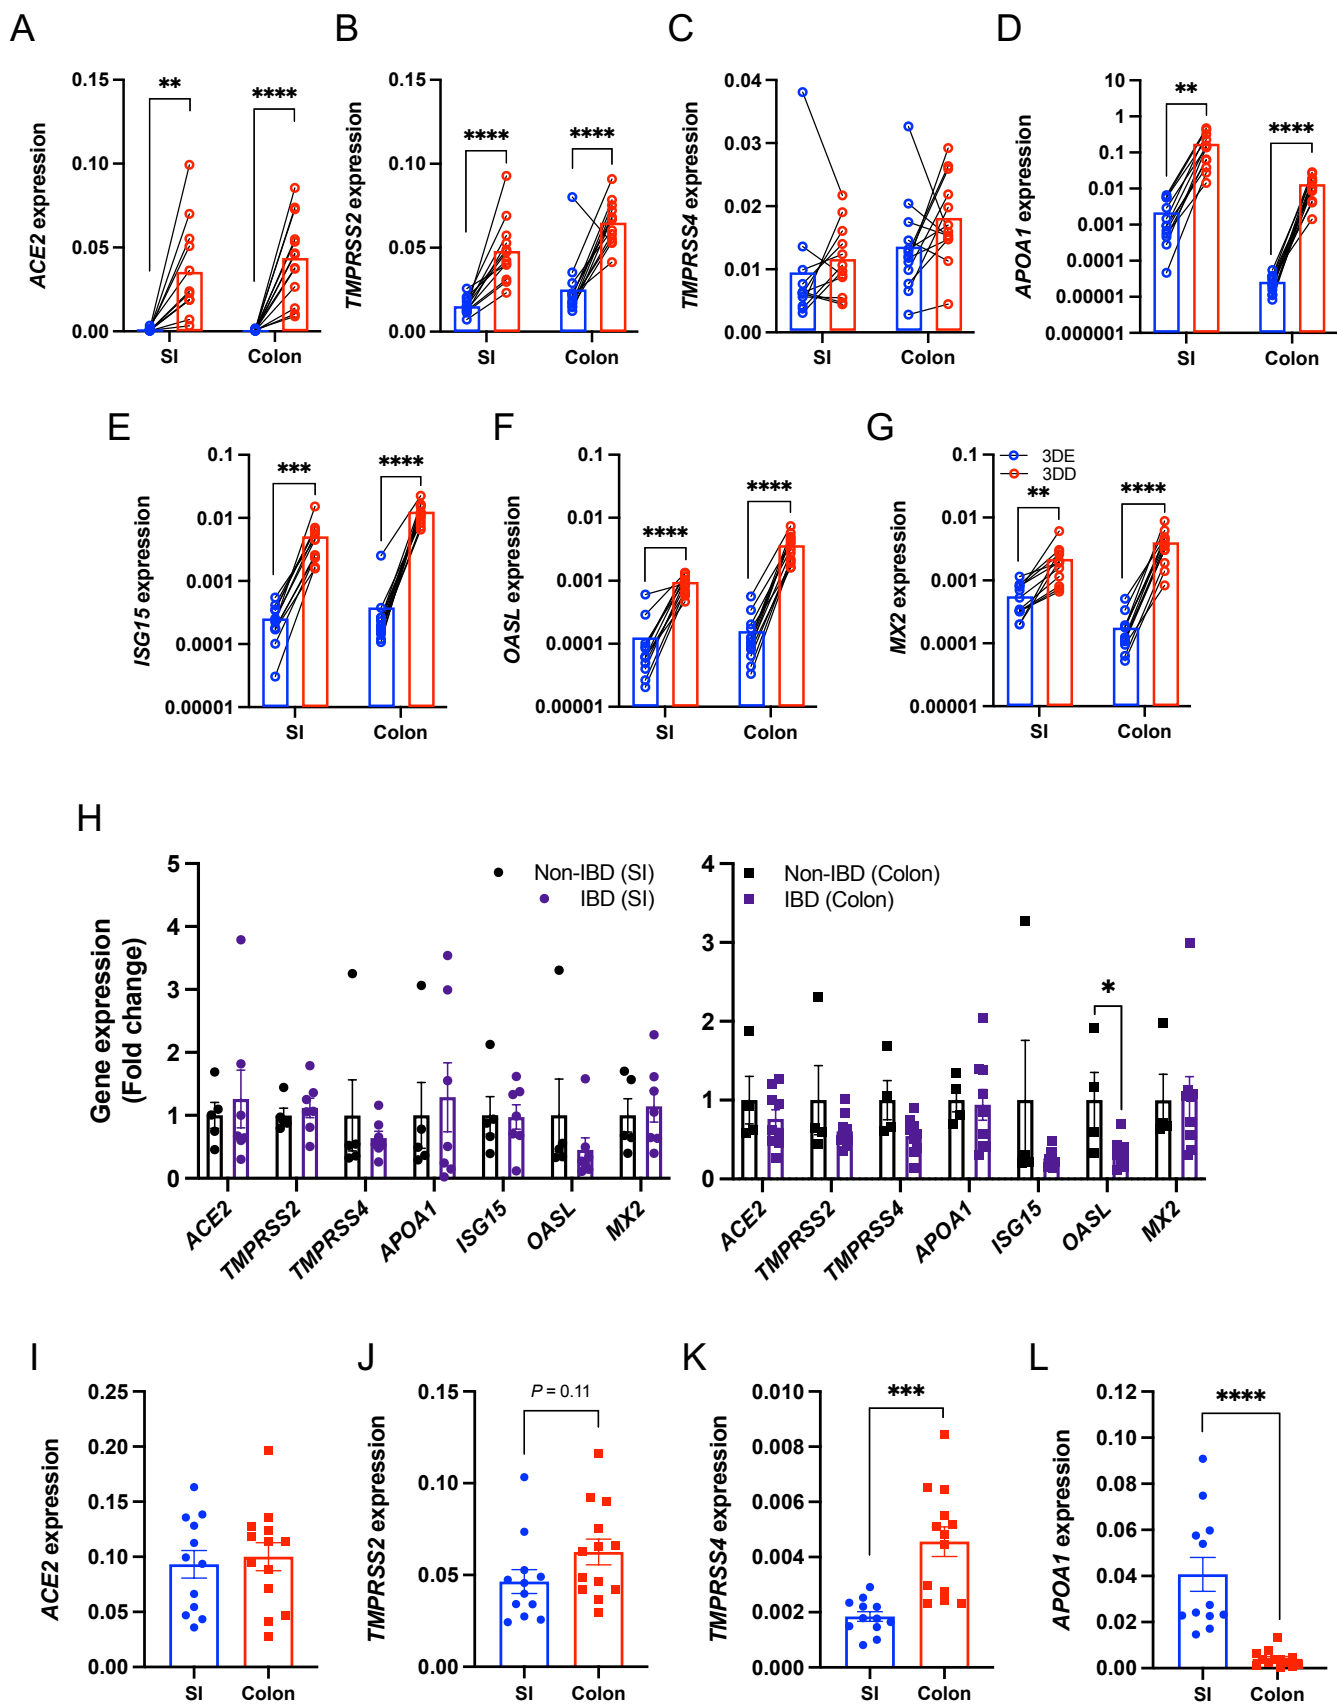 A
B
C
D
ACE2 expression
0.15
0.10
0.05
0.00
**
****
SI
Colon
TMPRSS2 expression
0.15
0.10
0.05
0.00
****
****
SI
Colon
TMPRSS4 expression
0.04
0.03
0.02
0.01
0.00
SI
Colon
APOA1 expression
10
1
0.1
0.01
0.001
0.0001
0.00001
0.000001
**
****
SI
Colon
E
F
G
ISG15 expression
0.1
0.01
0.001
0.0001
0.00001
***
****
SI
Colon
OASL expression
0.1
0.01
0.001
0.0001
0.00001
****
****
SI
Colon
MX2 expression
0.1
0.01
0.001
0.0001
0.00001
3DE
3DD
**
****
SI
Colon
H
Gene expression
(Fold change)
5
4
3
2
1
0
Non-IBD (SI)
IBD (SI)
ACE2
TMPRSS2
TMPRSS4
APOA1
ISG15
OASL
MX2
4
3
2
1
0
Non-IBD (Colon)
IBD (Colon)
*
ACE2
TMPRSS2
TMPRSS4
APOA1
ISG15
OASL
MX2
I
J
K
L
ACE2 expression
0.25
0.20
0.15
0.10
0.05
0.00
SI
Colon
TMPRSS2 expression
0.15
0.10
0.05
0.00
P = 0.11
SI
Colon
TMPRSS4 expression
0.010
0.008
0.006
0.004
0.002
0.000
***
SI
Colon
APOA1 expression
0.12
0.10
0.08
0.06
0.04
0.02
0.00
****
SI
Colon